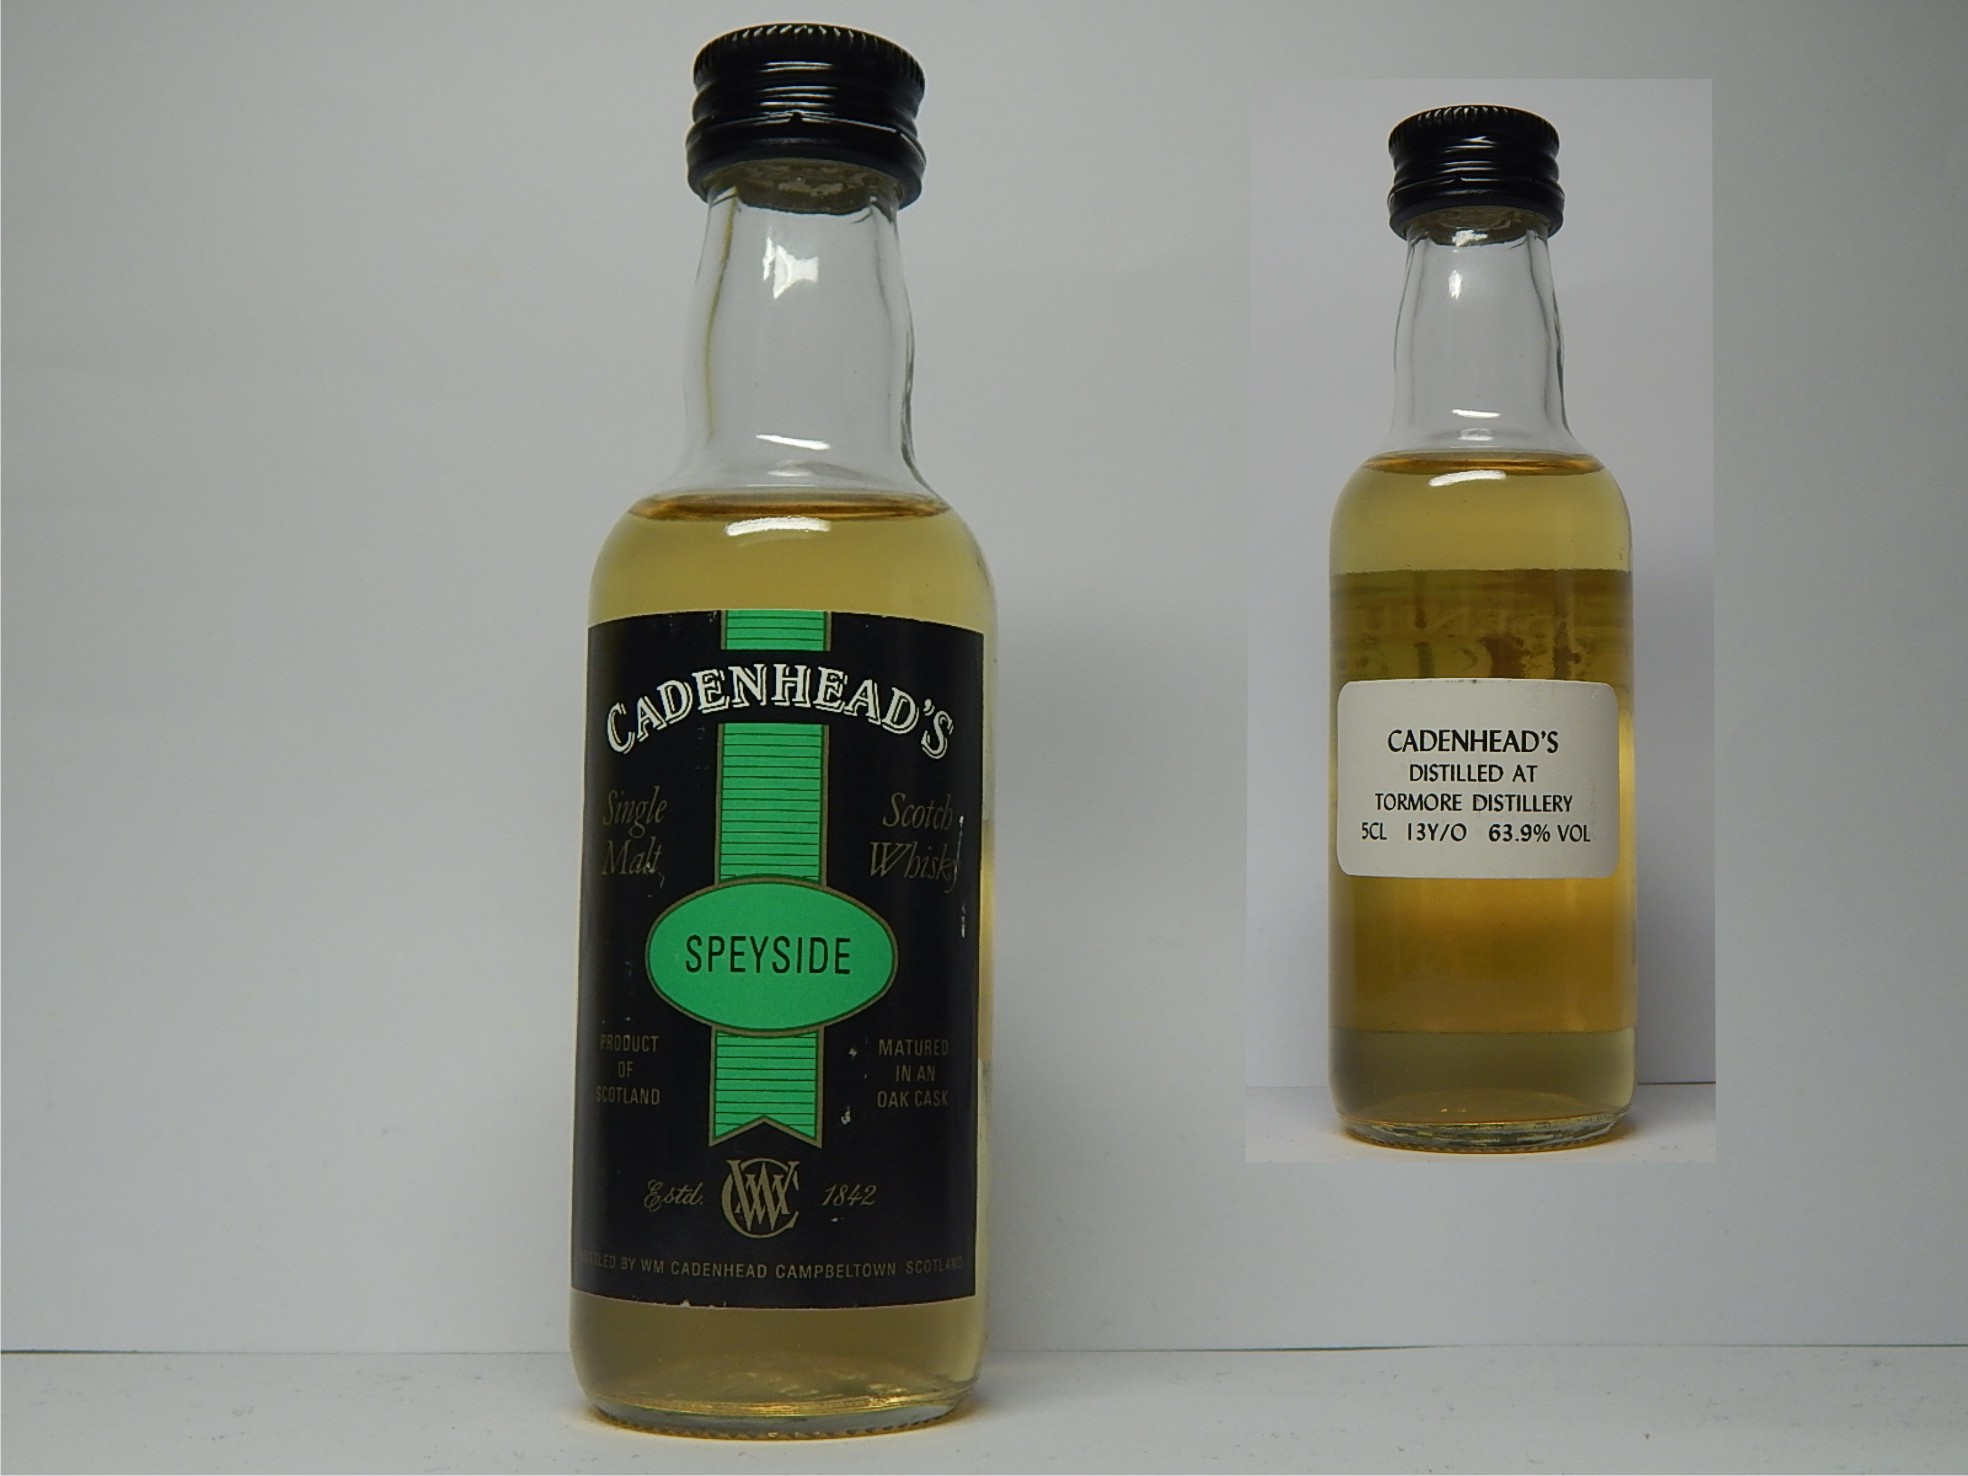 CADENHEAD'S
Single Malt
Scotch Whisky
SPEYSIDE
PRODUCT
OF
SCOTLAND
MATURED
IN AN
OAK CASK
Estd. 1842
BY WM CADENHEAD CAMPBELTOWN SCOTLAND
CADENHEAD'S
DISTILLED AT
TORMORE DISTILLERY
5CL 13Y/O 63.9% VOL